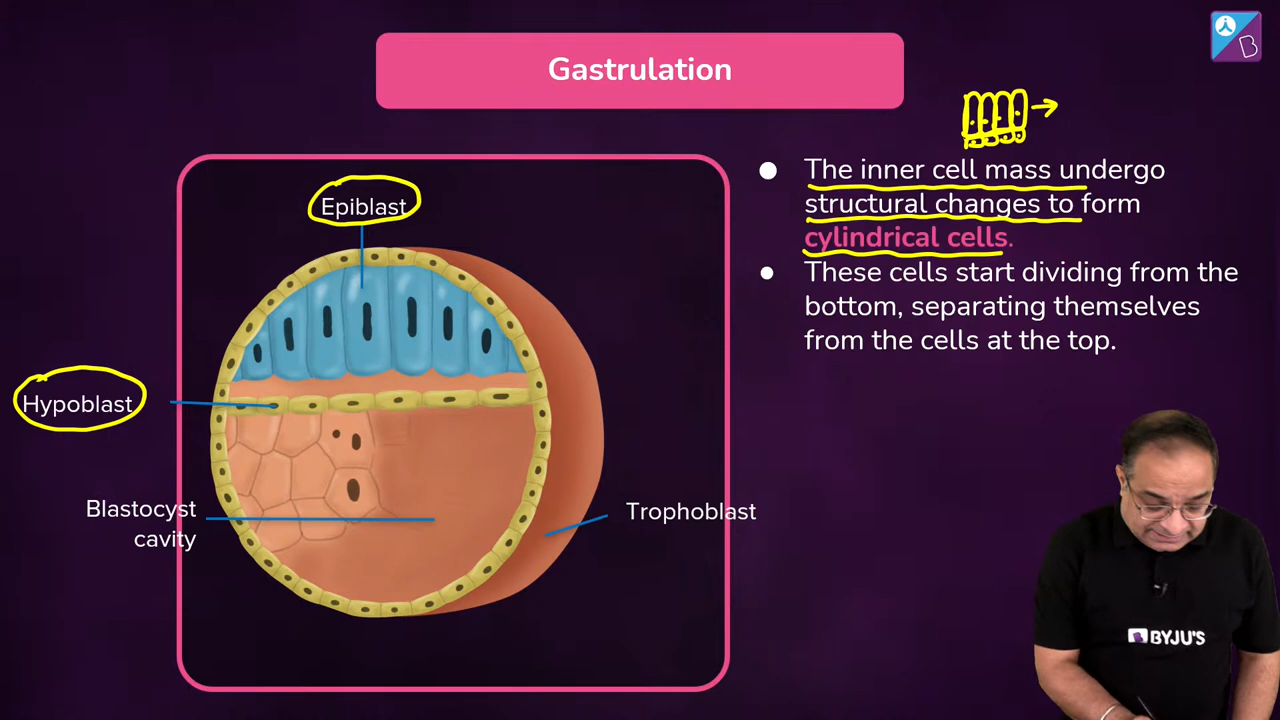 Gastrulation
The inner cell mass undergo
structural changes to form
cylindrical cells.
These cells start dividing from the
bottom, separating themselves
from the cells at the top.
Epiblast
Hypoblast
Blastocyst
cavity
Trophoblast
B
BYJU'S